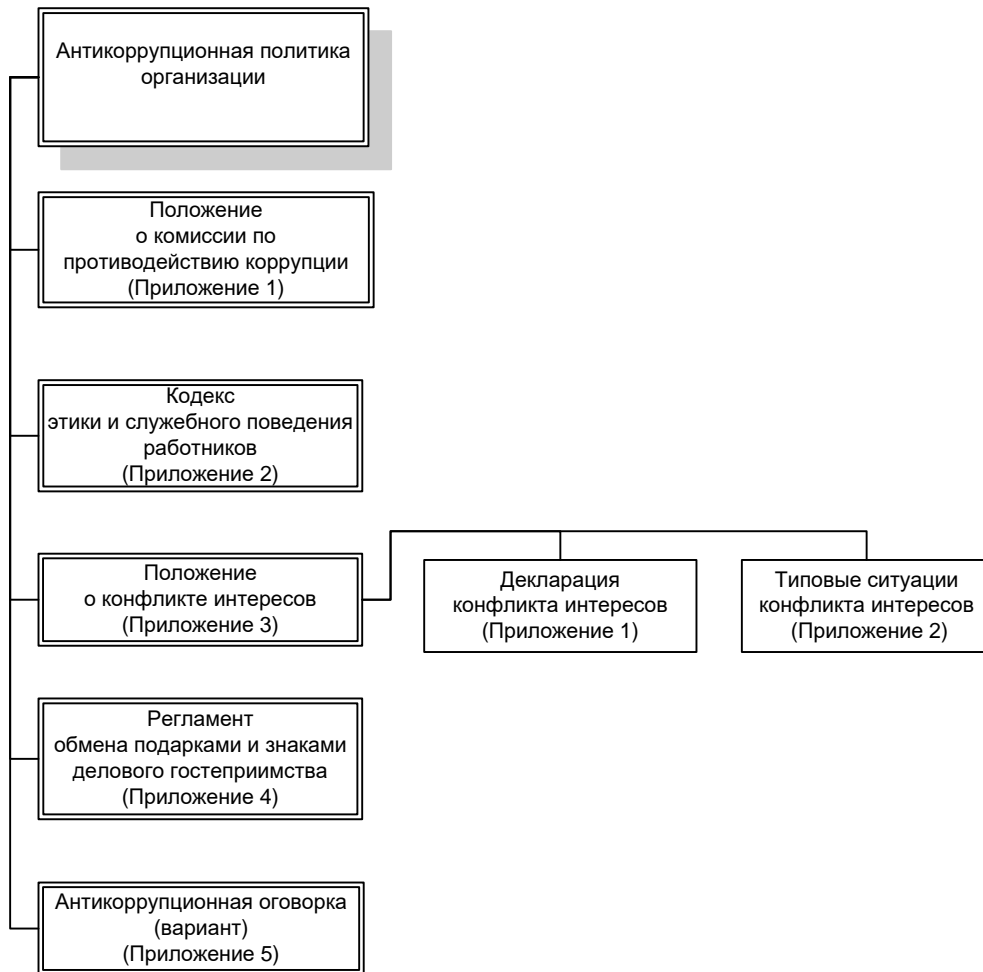 Антикоррупционная политика
организации
Положение
о комиссии по
противодействию коррупции
(Приложение 1)
Кодекс
этики и служебного поведения
работников
(Приложение 2)
Положение
о конфликте интересов
(Приложение 3)
Декларация
конфликта интересов
(Приложение 1)
Типовые ситуации
конфликта интересов
(Приложение 2)
Регламент
обмена подарками и знаками
делового гостеприимства
(Приложение 4)
Антикоррупционная оговорка
(вариант)
(Приложение 5)